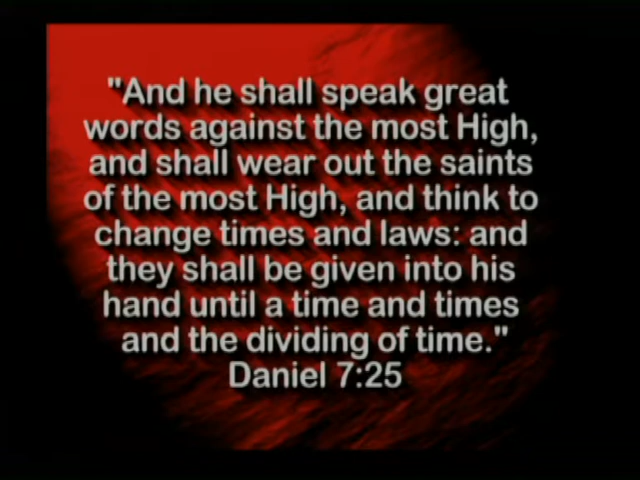 "And he shall speak great
words against the most High,
and shall wear out the saints
of the most High, and think to
change times and laws: and
they shall be given into his
hand until a time and times
and the dividing of time."
Daniel 7:25